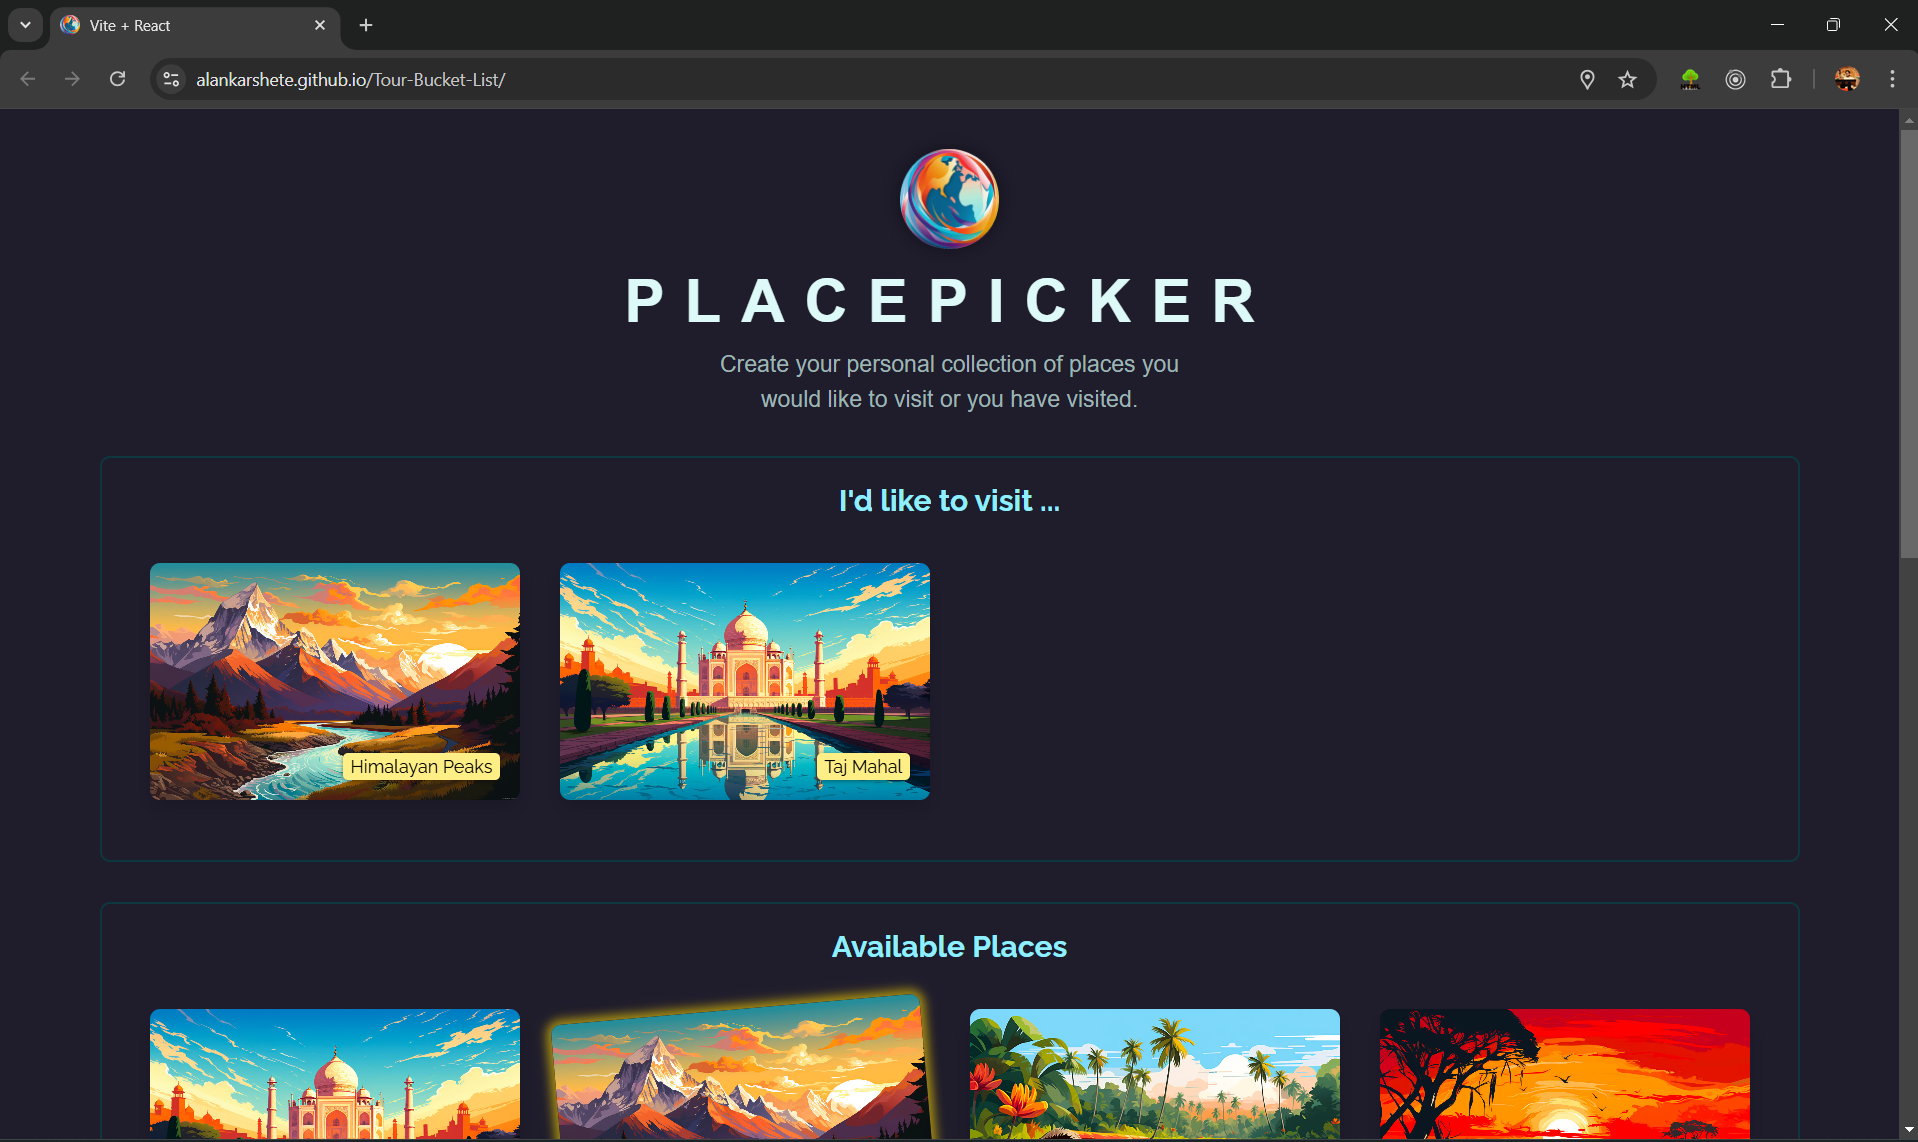 Vite + React
alankarshete.github.io/Tour-Bucket-List/
PLACEPICKER
Create your personal collection of places you
would like to visit or you have visited.
I'd like to visit ...
Himalayan Peaks
Taj Mahal
Available Places